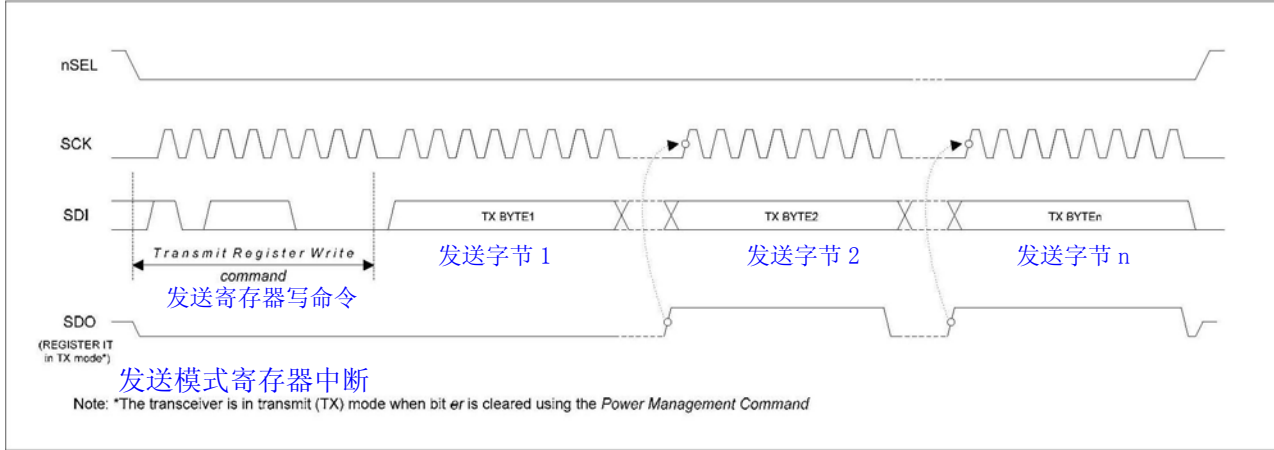 nSEL
SCK
SDI
TX BYTE1
TX BYTE2
TX BYTEn
发送字节 1
发送字节 2
发送字节 n
Transmit Register Write
command
发送寄存器写命令
SDO
(REGISTER IT
in TX mode*)
发送模式寄存器中断
Note: *The transceiver is in transmit (TX) mode when bit er is cleared using the Power Management Command